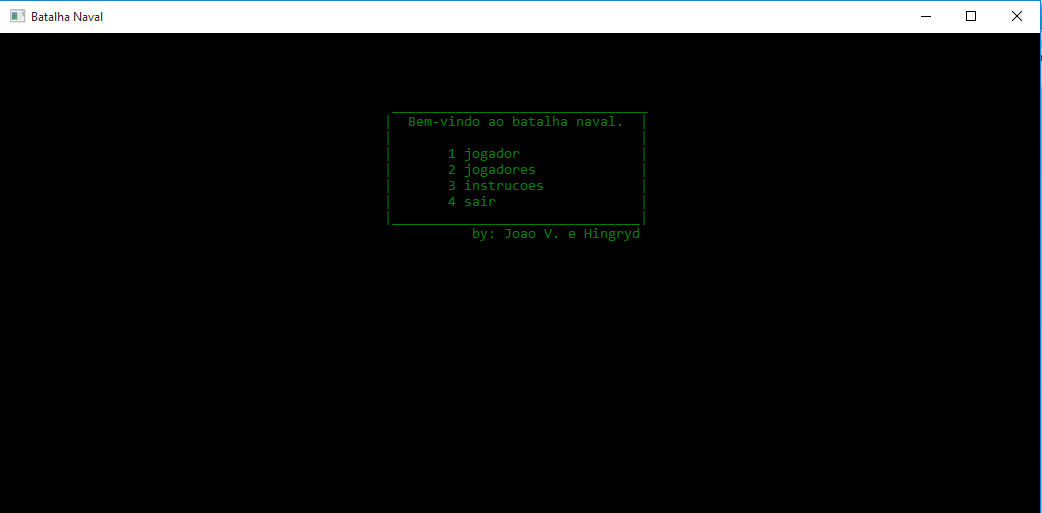 Batalha Naval
Bem-vindo ao batalha naval.
1 jogador
2 jogadores
3 instrucoes
4 sair
by: Joao V. e Hingryd